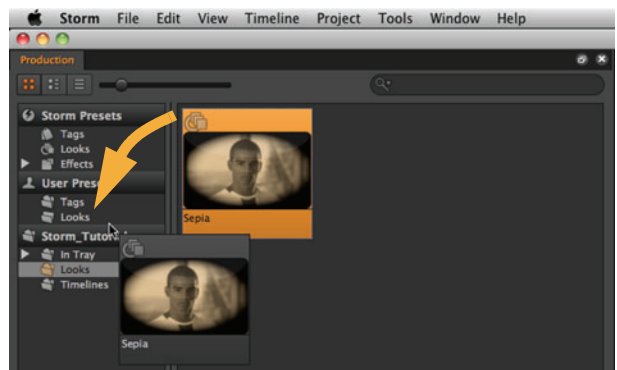 Storm File Edit View Timeline Project Tools Window Help
Production
Storm Presets
Tags
Looks
Effects
User Prese
Tags
Looks
Storm_Tuto
In Tray
Looks
Timelines
Sepia
Sepia